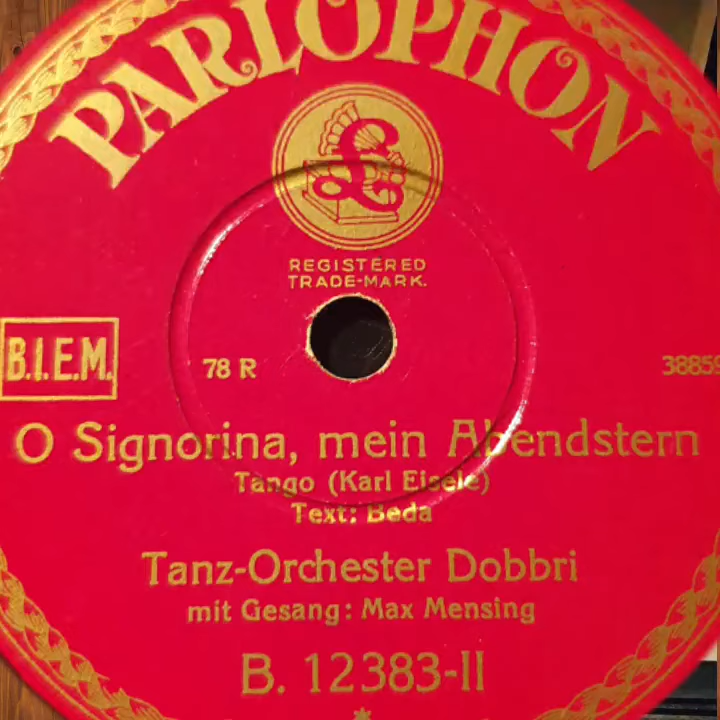 PARLOPHON
£
REGISTERED
TRADE-MARK.
B.I.E.M.
78 R
38859
O Signorina, mein Abendstern
Tango (Karl Eisele)
Text: Beda
Tanz-Orchester Dobbri
mit Gesang: Max Mensing
B. 12383-II